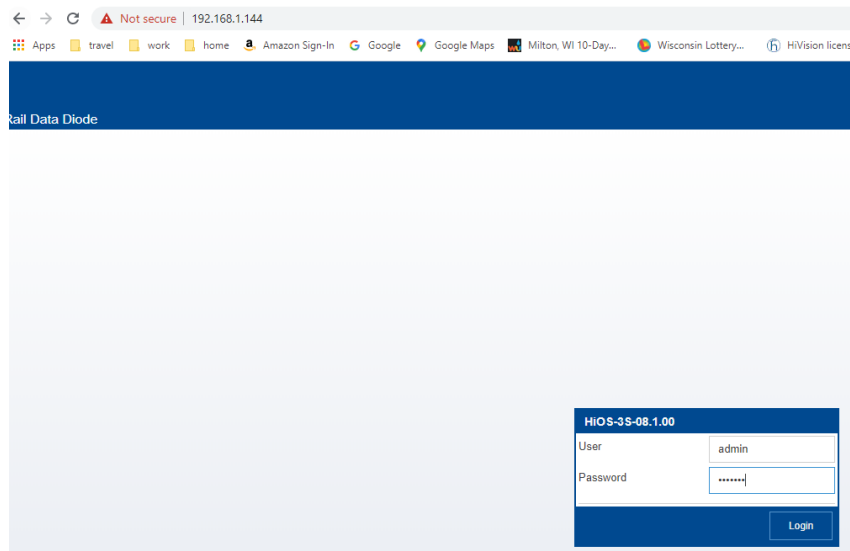 Not secure | 192.168.1.144
Apps travel work home Amazon Sign-In Google Google Maps Milton, WI 10-Day... Wisconsin Lottery... HiVision licens
Rail Data Diode
HiOS-3S-08.1.00
User admin
Password •••••••
Login